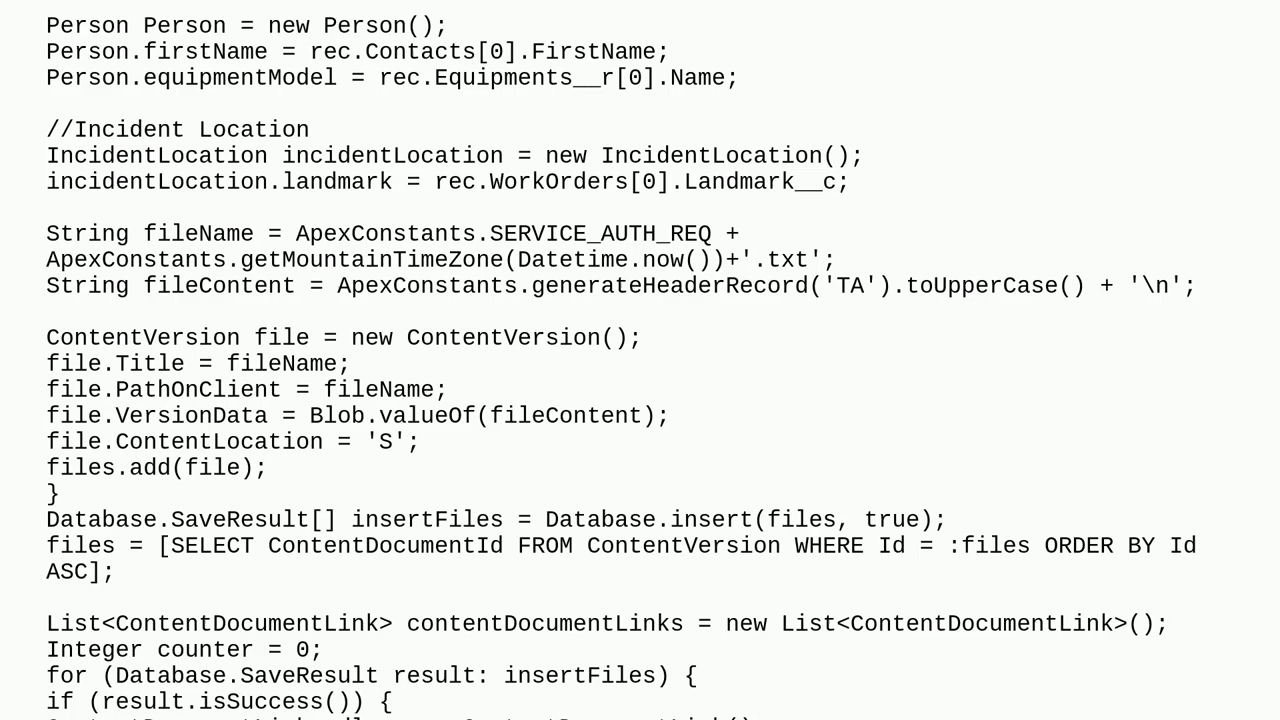 Person Person = new Person();
Person.firstName = rec.Contacts[0].FirstName;
Person.equipmentModel = rec.Equipments__r[0].Name;
//Incident Location
IncidentLocation incidentLocation = new IncidentLocation();
incidentLocation.landmark = rec.WorkOrders[0].Landmark__c;
String fileName = ApexConstants.SERVICE_AUTH_REQ +
ApexConstants.getMountainTimeZone(Datetime.now())+'.txt';
String fileContent = ApexConstants.generateHeaderRecord('TA').toUpperCase() + '\n';
ContentVersion file = new ContentVersion();
file.Title = fileName;
file.PathOnClient = fileName;
file.VersionData = Blob.valueOf(fileContent);
file.ContentLocation = 'S';
files.add(file);
}
Database.SaveResult[] insertFiles = Database.insert(files, true);
files = [SELECT ContentDocumentId FROM ContentVersion WHERE Id = :files ORDER BY Id
ASC];
List<ContentDocumentLink> contentDocumentLinks = new List<ContentDocumentLink>();
Integer counter = 0;
for (Database.SaveResult result: insertFiles) {
if (result.isSuccess()) {